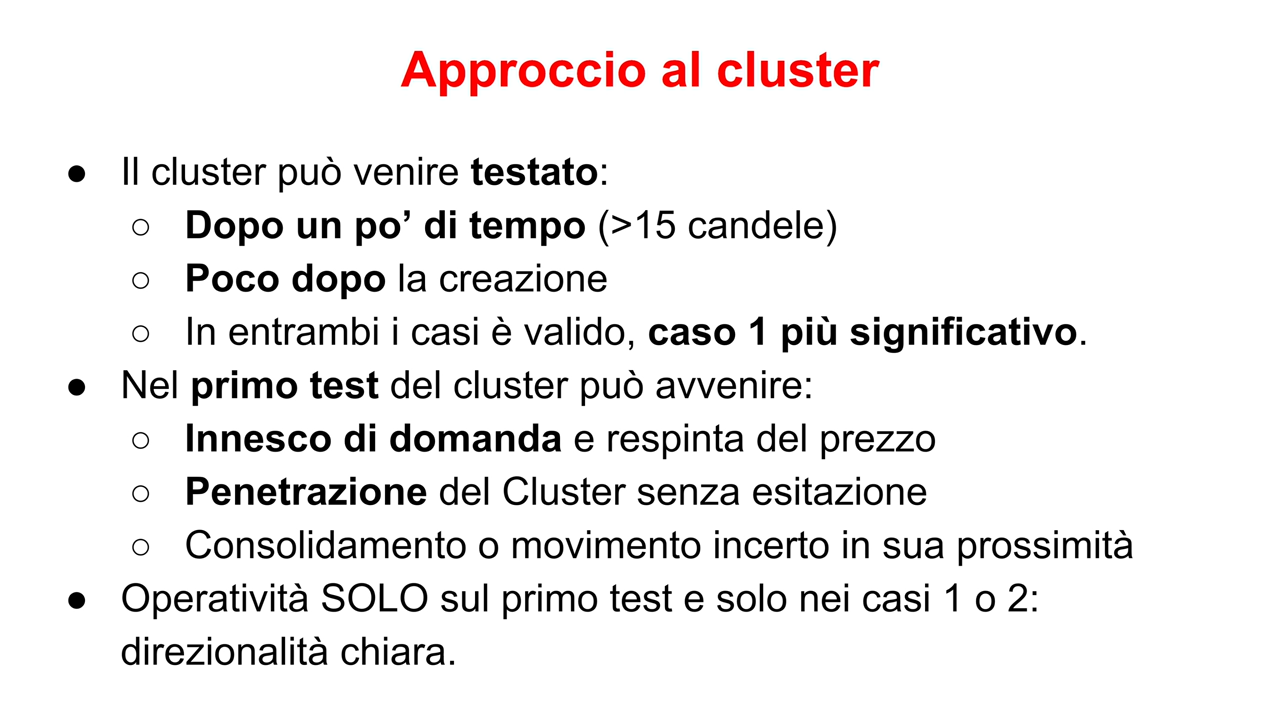 Approccio al cluster
● Il cluster può venire testato:
○ Dopo un po’ di tempo (>15 candele)
○ Poco dopo la creazione
○ In entrambi i casi è valido, caso 1 più significativo.
● Nel primo test del cluster può avvenire:
○ Innesco di domanda e respinta del prezzo
○ Penetrazione del Cluster senza esitazione
○ Consolidamento o movimento incerto in sua prossimità
● Operatività SOLO sul primo test e solo nei casi 1 o 2:
direzionalità chiara.